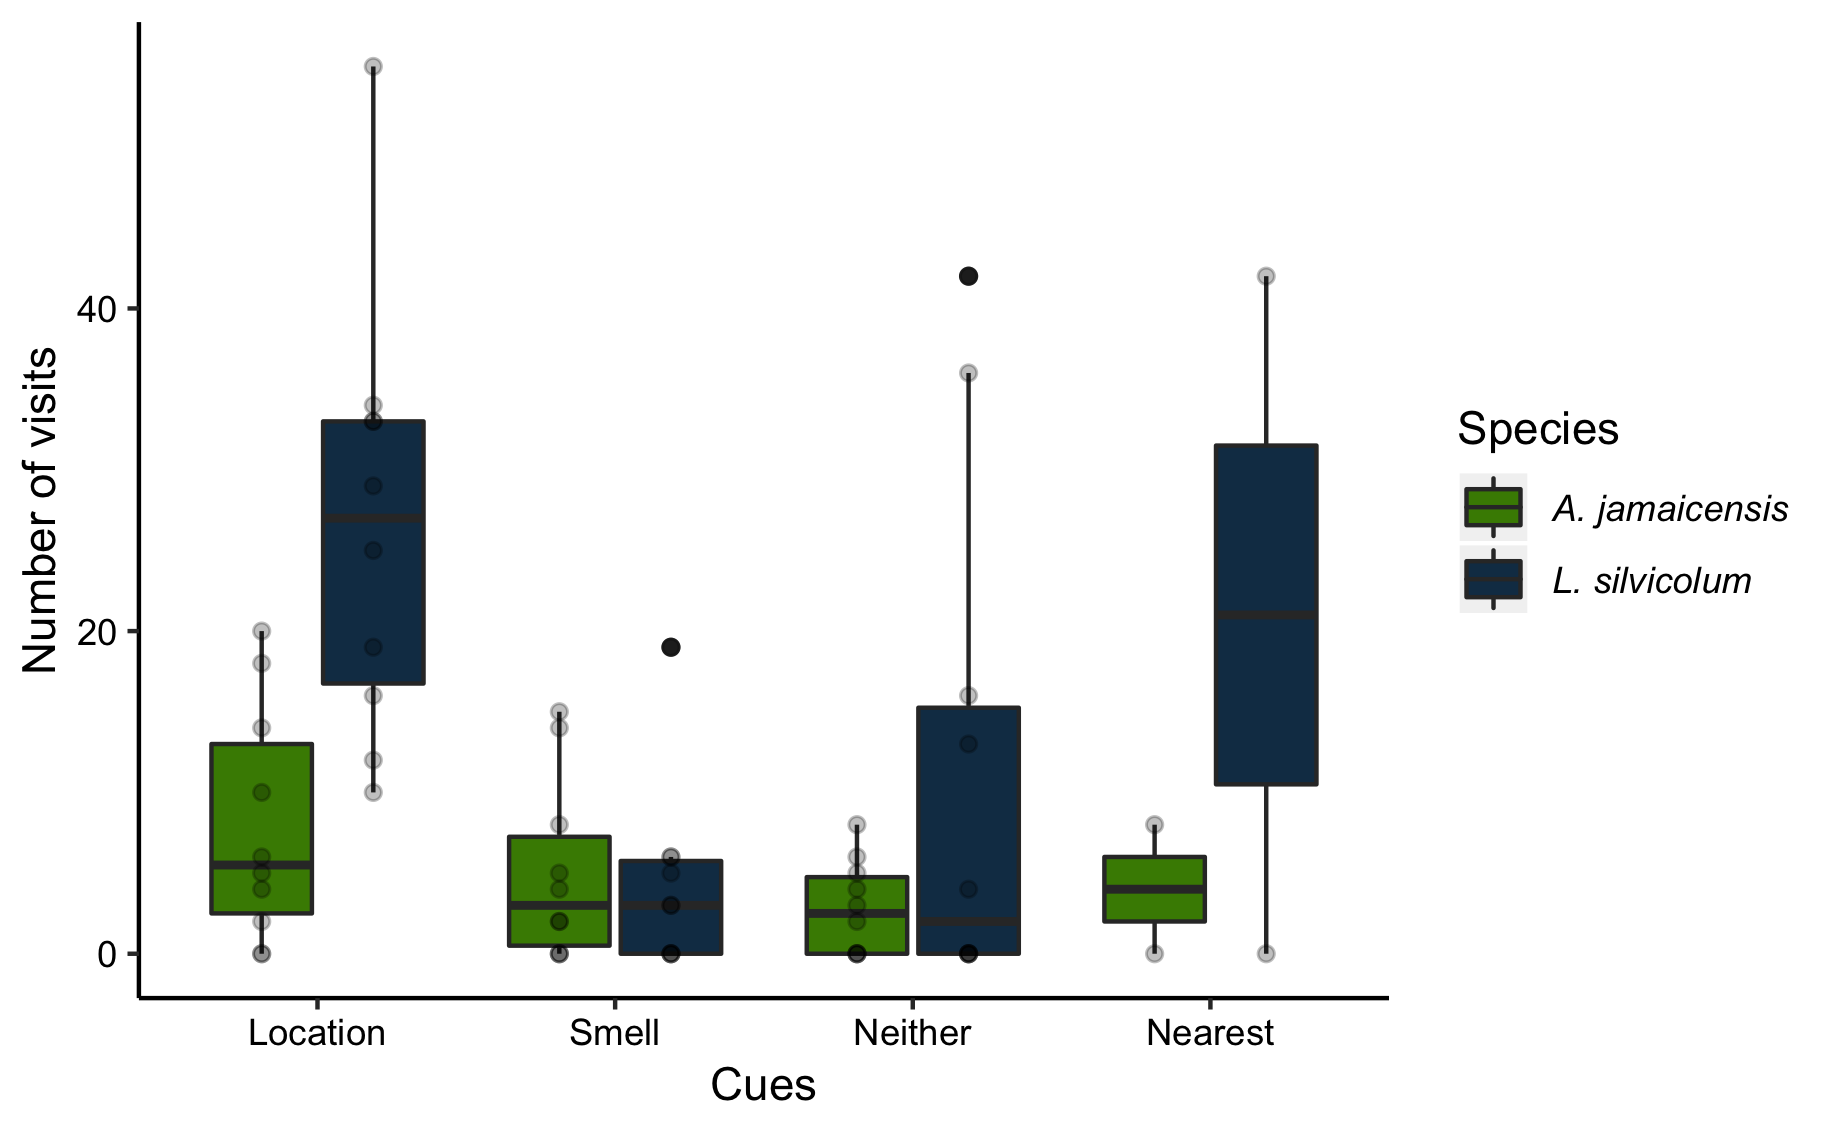 Number of visits
40
20
0
Location Smell Neither Nearest
Cues
Species
A. jamaicensis
L. silvicolum